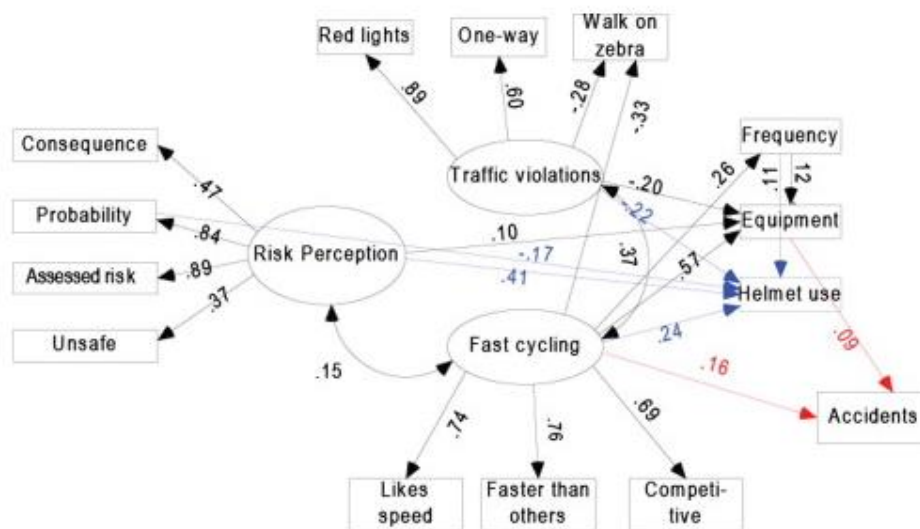 Red lights
One-way
Walk on
zebra
.89
.60
-.28
-.33
Consequence
Frequency
.47
Traffic violations
.26
.11
.12
Probability
-.20
-.22
Equipment
.84
Risk Perception
.10
-.17
.37
.57
Assessed risk
.89
.41
Helmet use
.37
Unsafe
Fast cycling
.24
.09
.15
.16
Accidents
.74
.76
.69
Likes
speed
Faster than
others
Competi-
tive